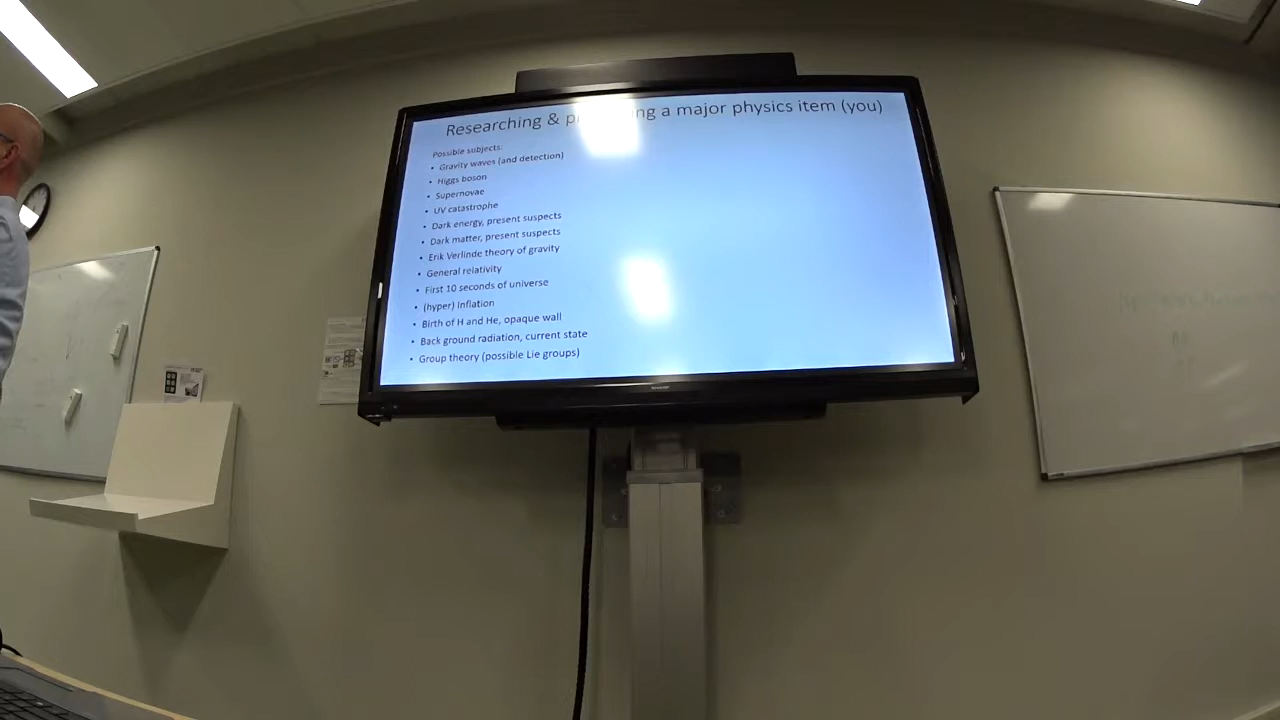 Researching & p ng a major physics item (you)
Possible subjects:
• Gravity waves (and detection)
• Higgs boson
• Supernovae
• UV catastrophe
• Dark energy, present suspects
• Dark matter, present suspects
• Erik Verlinde theory of gravity
• General relativity
• First 10 seconds of universe
• (hyper) Inflation
• Birth of H and He, opaque wall
• Back ground radiation, current state
• Group theory (possible Lie groups)
SHARP